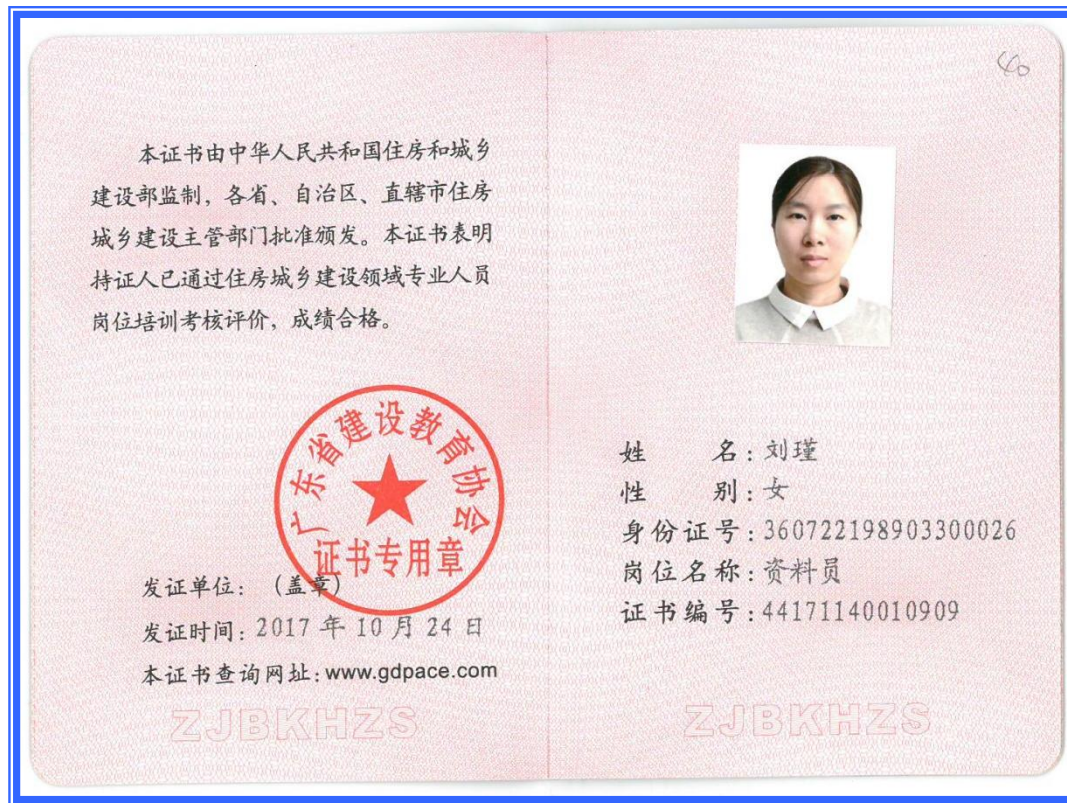 本证书由中华人民共和国住房和城乡
建设部监制，各省、自治区、直辖市住房
城乡建设主管部门批准颁发。本证书表明
持证人已通过住房城乡建设领域专业人员
岗位培训考核评价，成绩合格。
广东省建设教育协会
证书专用章
发证单位：（盖章）
发证时间：2017 年 10 月 24 日
本证书查询网址：www.gdpace.com
ZJBKHZS
姓 名：刘瑾
性 别：女
身份证号：360722198903300026
岗位名称：资料员
证书编号：44171140010909
ZJBKHZS